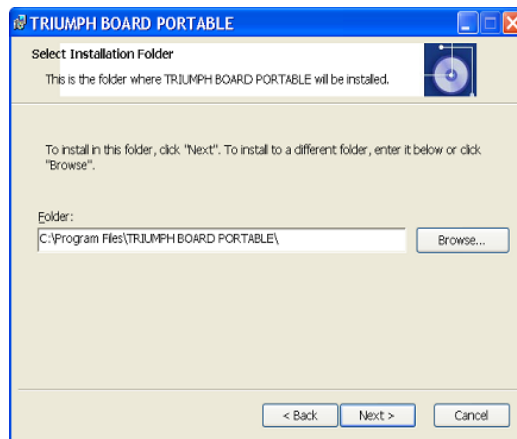 TRIUMPH BOARD PORTABLE
Select Installation Folder
This is the folder where TRIUMPH BOARD PORTABLE will be installed.
To install in this folder, click "Next". To install to a different folder, enter it below or click
"Browse".
Folder:
C:\Program Files\TRIUMPH BOARD PORTABLE\
Browse...
< Back
Next >
Cancel